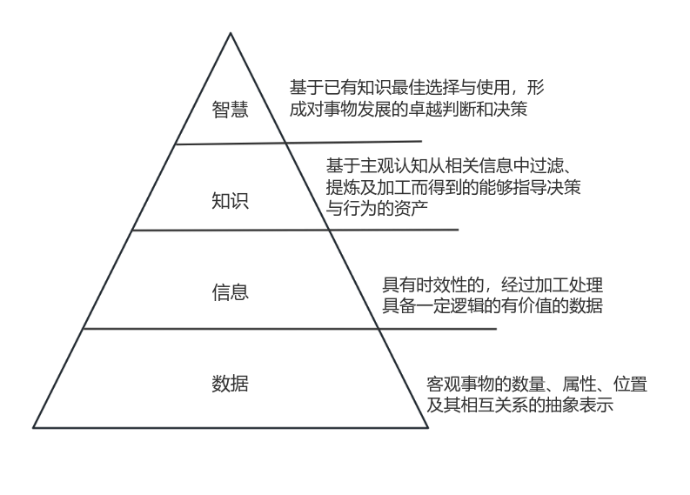 智慧
基于已有知识最佳选择与使用，形
成对事物发展的卓越判断和决策
知识
基于主观认知从相关信息中过滤、
提炼及加工而得到的能够指导决策
与行为的资产
信息
具有时效性的，经过加工处理
具备一定逻辑的有价值的数据
数据
客观事物的数量、属性、位置
及其相互关系的抽象表示